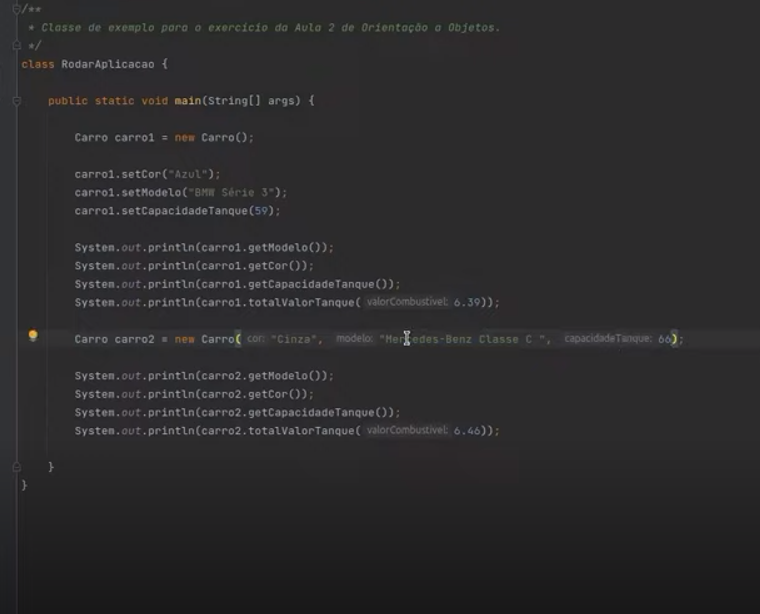 /**
* Classe de exemplo para o exercício da Aula 2 de Orientação a Objetos.
*/
class RodarAplicacao {
public static void main(String[] args) {
Carro carro1 = new Carro();
carro1.setCor("Azul");
carro1.setModelo("BMW Série 3");
carro1.setCapacidadeTanque(59);
System.out.println(carro1.getModelo());
System.out.println(carro1.getCor());
System.out.println(carro1.getCapacidadeTanque());
System.out.println(carro1.totalValorTanque( valorCombustivel: 6.39));
Carro carro2 = new Carro( cor: "Cinza", modelo: "Mercedes-Benz Classe C ", capacidadeTanque: 66);
System.out.println(carro2.getModelo());
System.out.println(carro2.getCor());
System.out.println(carro2.getCapacidadeTanque());
System.out.println(carro2.totalValorTanque( valorCombustivel: 6.46));
}
}